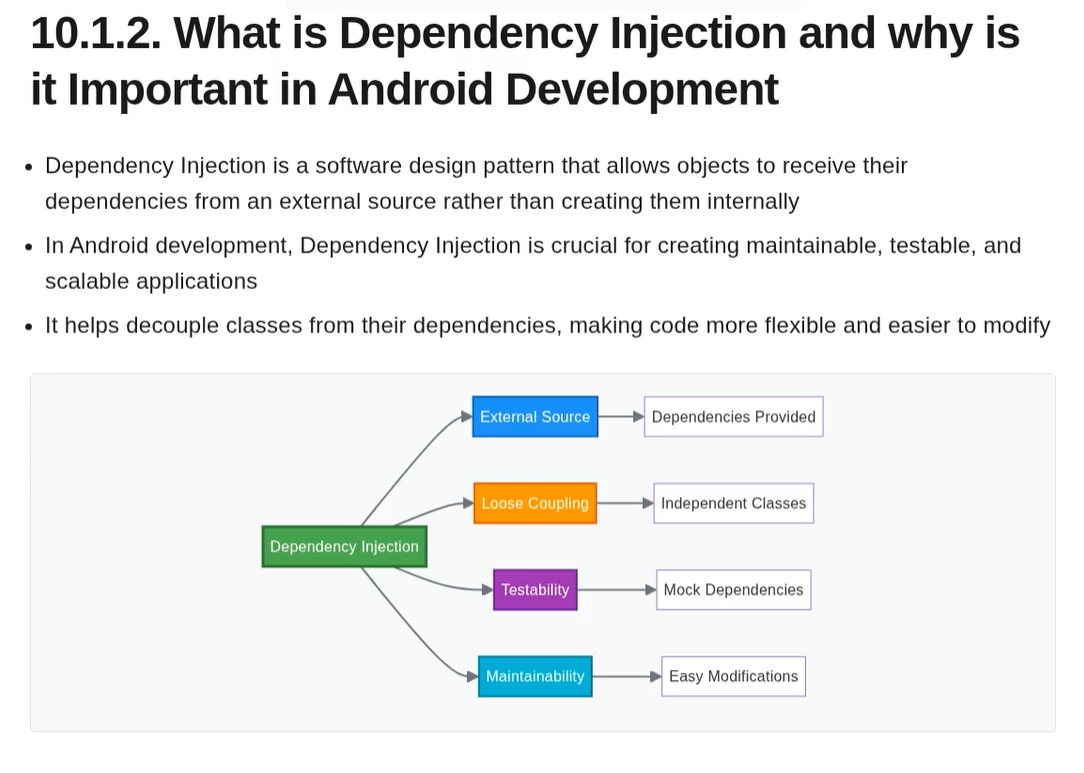 10.1.2. What is Dependency Injection and why is
it Important in Android Development
• Dependency Injection is a software design pattern that allows objects to receive their
dependencies from an external source rather than creating them internally
• In Android development, Dependency Injection is crucial for creating maintainable, testable, and
scalable applications
• It helps decouple classes from their dependencies, making code more flexible and easier to modify
External Source
Dependencies Provided
Loose Coupling
Independent Classes
Dependency Injection
Testability
Mock Dependencies
Maintainability
Easy Modifications